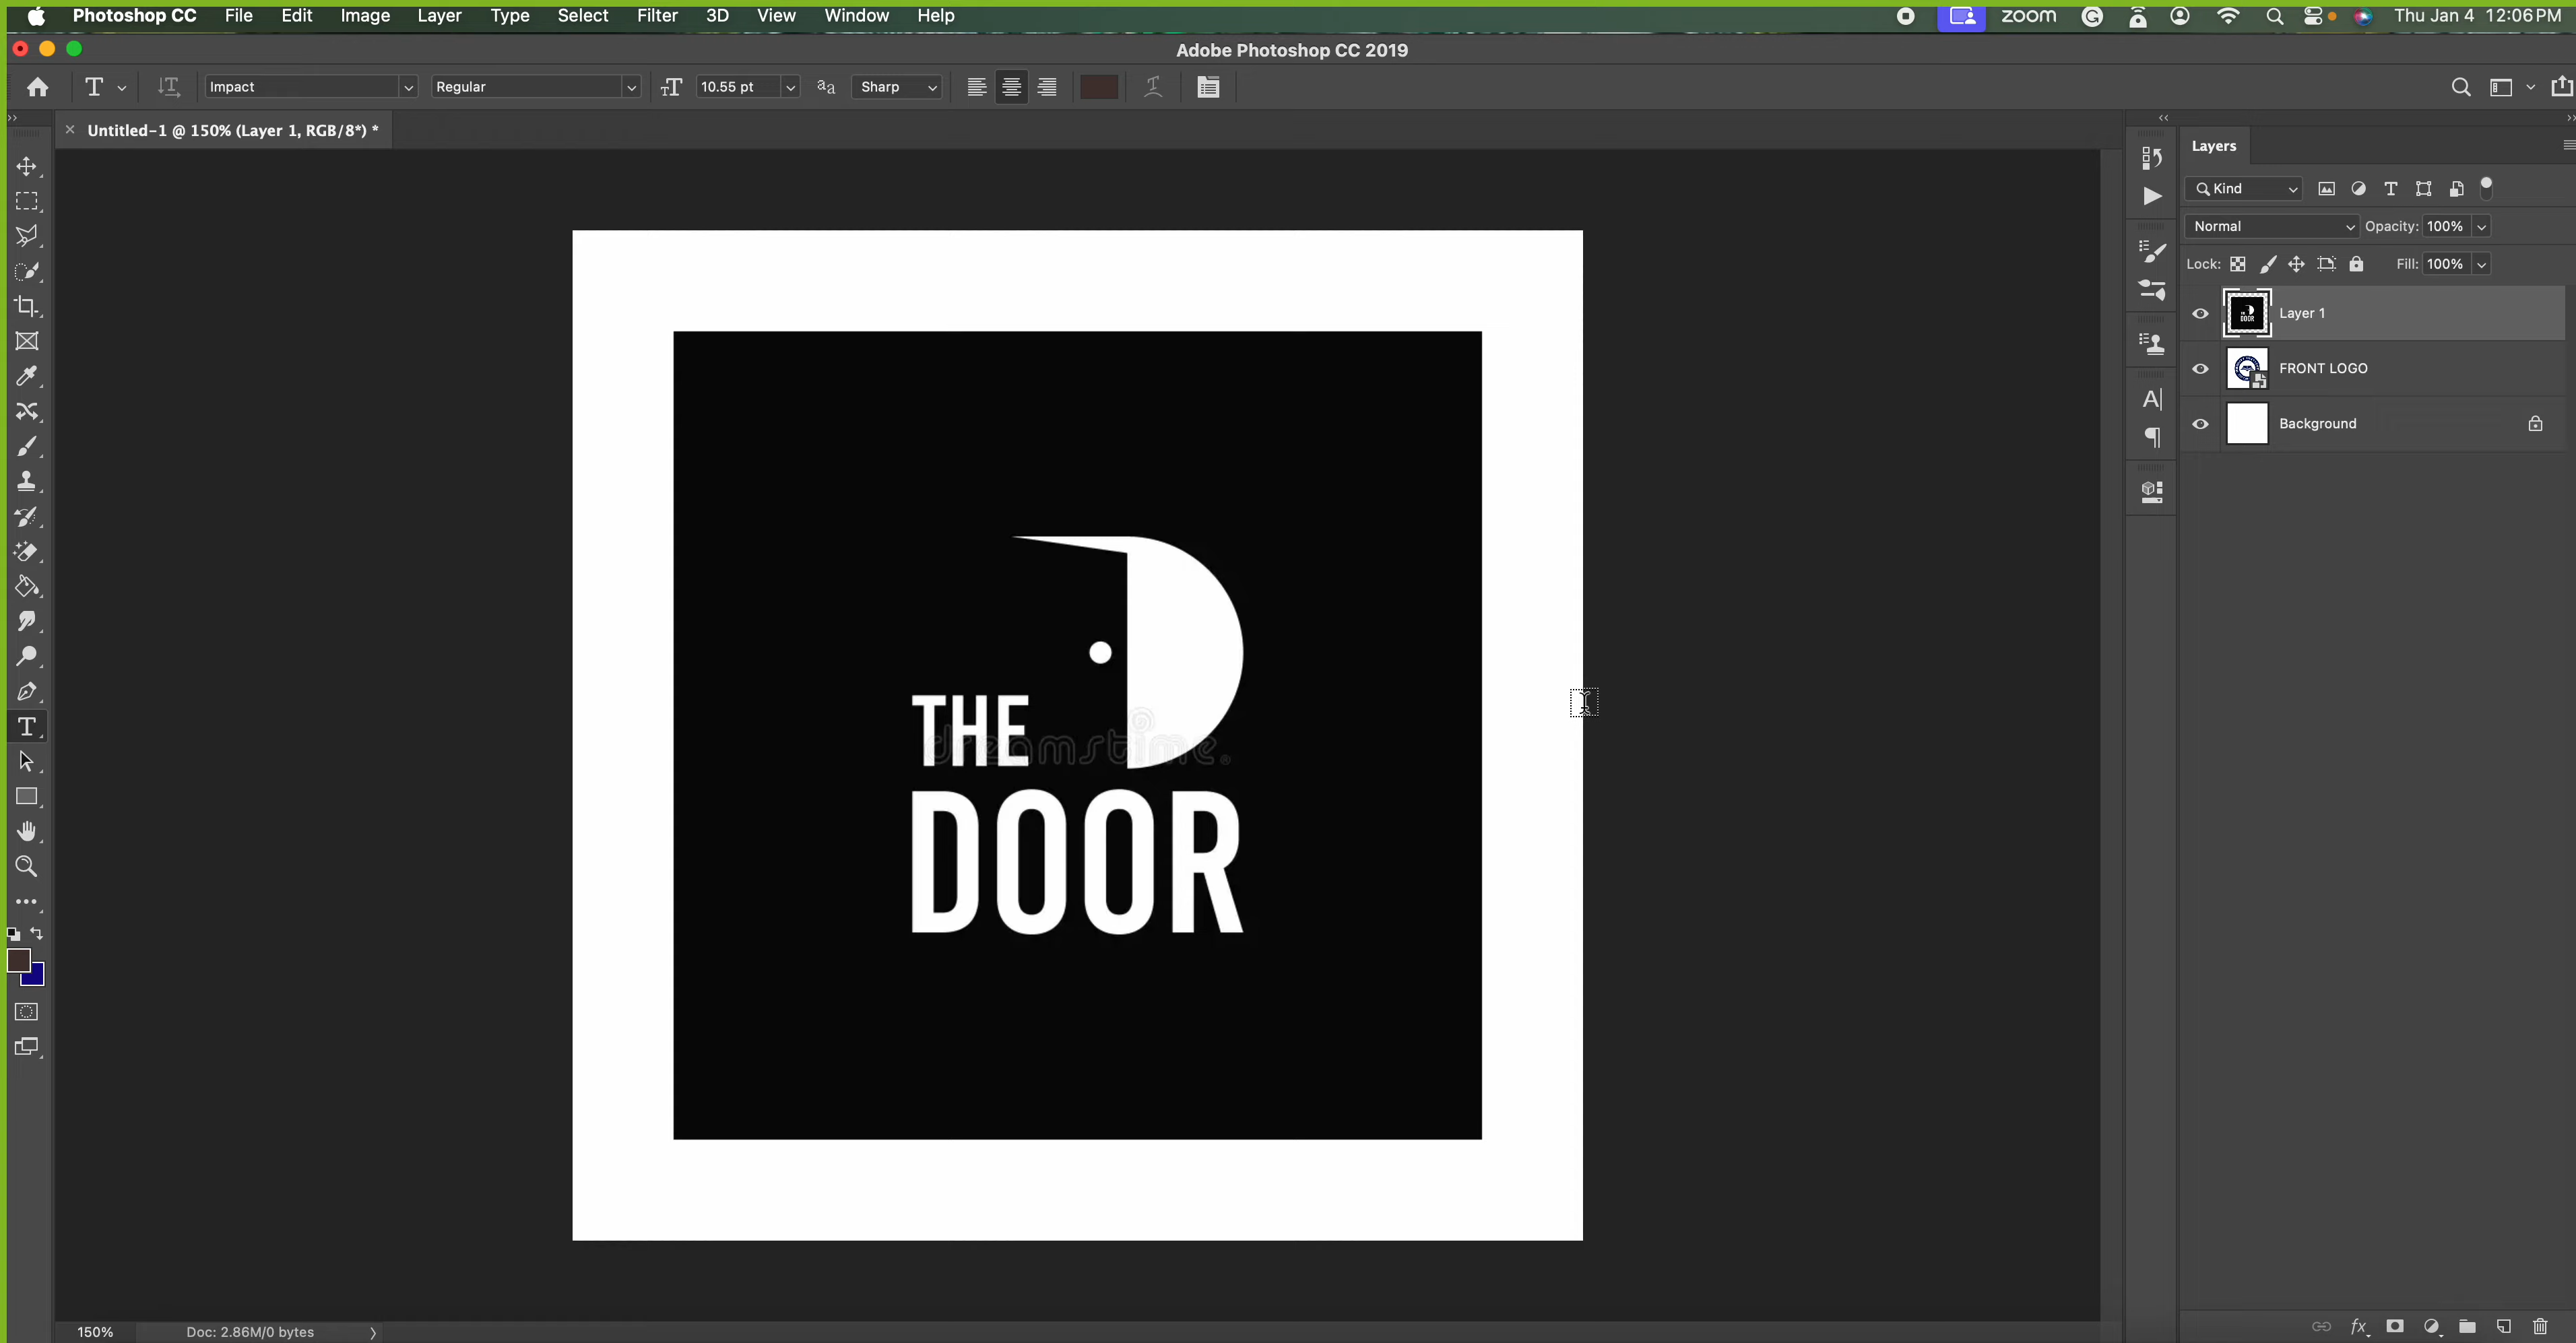 Photoshop CC File Edit Image Layer Type Select Filter 3D View Window Help zoom Thu Jan 4 12:06 PM
Adobe Photoshop CC 2019
Impact Regular 10.55 pt Sharp
Untitled-1 @ 150% (Layer 1, RGB/8*) *
Layers
Kind
Normal Opacity: 100%
Lock: Fill: 100%
Layer 1
FRONT LOGO
Background
THE
dreamstime
DOOR
150% Doc: 2.86M/0 bytes